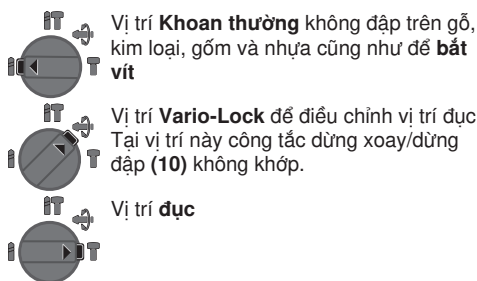 Vị trí Khoan thường không đập trên gỗ,
kim loại, gốm và nhựa cũng như để bắt
vít
Vị trí Vario-Lock để điều chỉnh vị trí đục
Tại vị trí này công tắc dừng xoay/dừng
đập (10) không khớp.
Vị trí đục